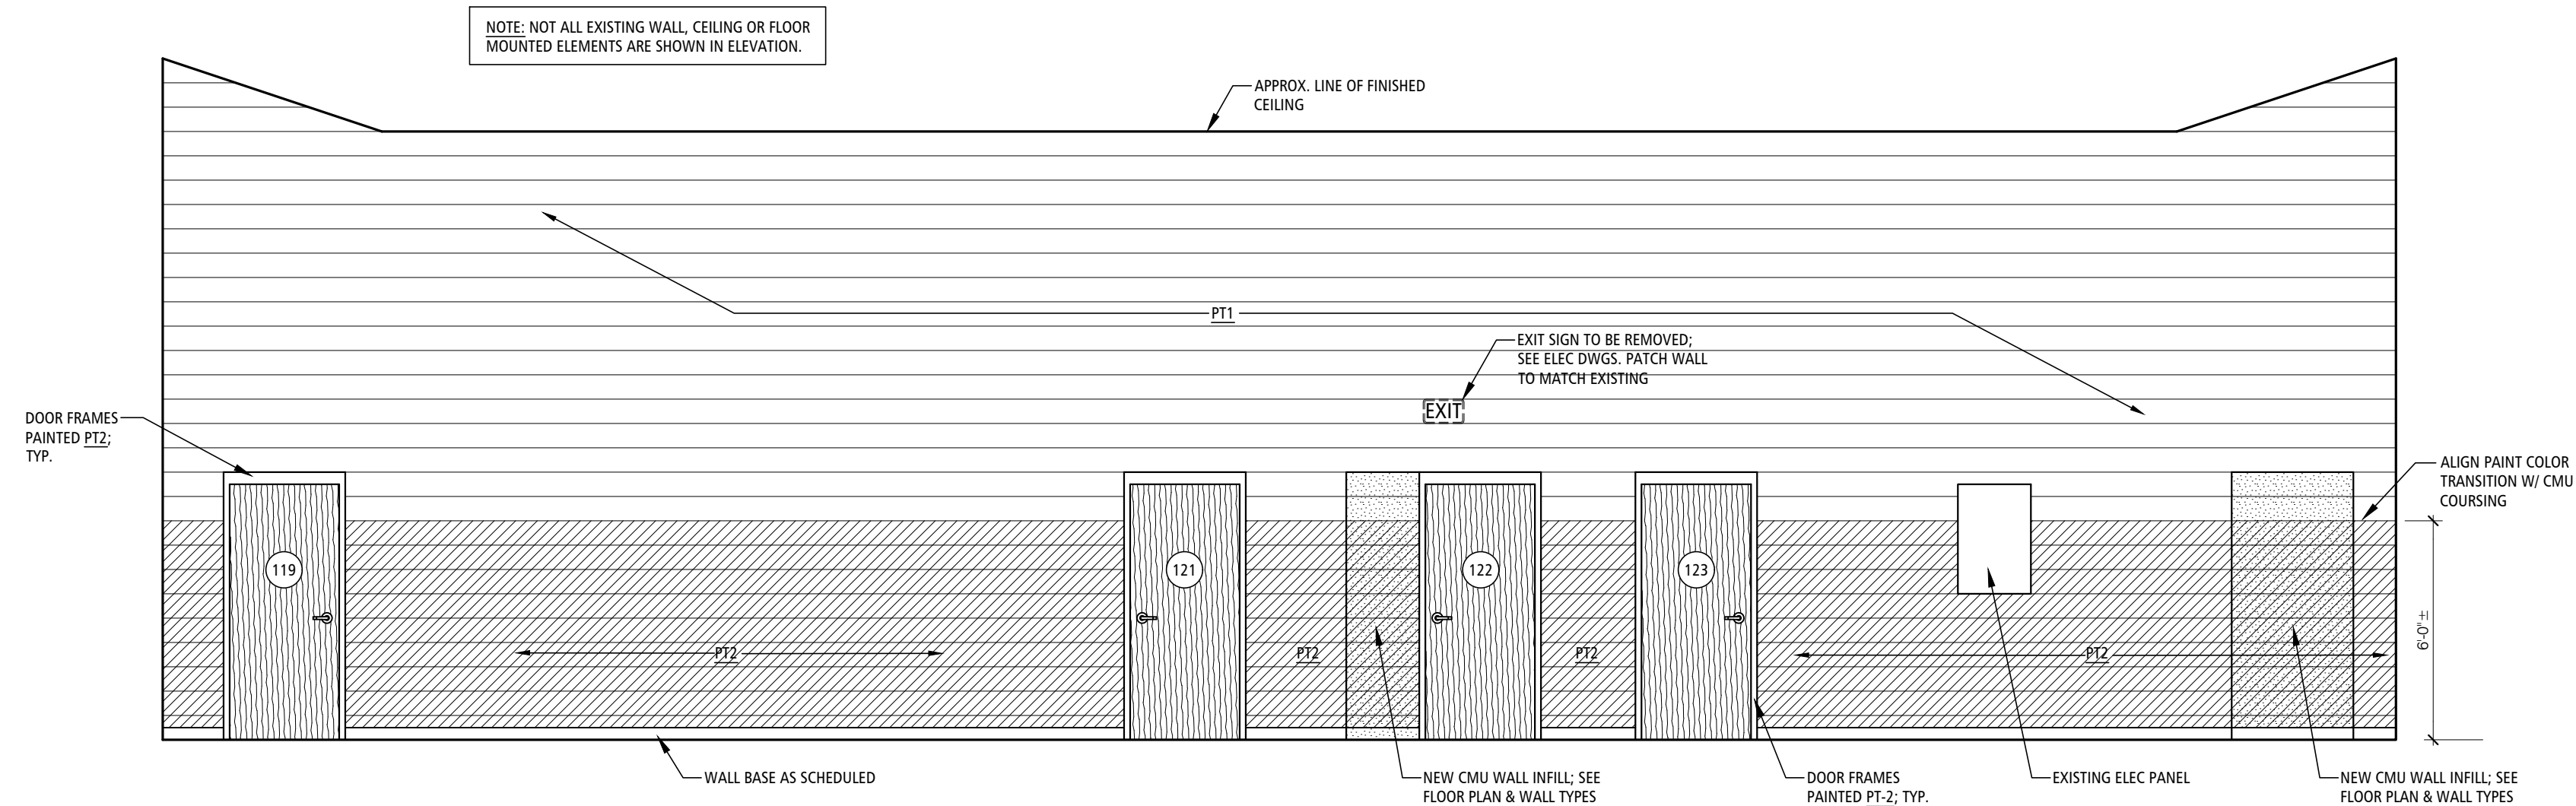 NOTE: NOT ALL EXISTING WALL, CEILING OR FLOOR
MOUNTED ELEMENTS ARE SHOWN IN ELEVATION.
APPROX. LINE OF FINISHED
CEILING
PT1
EXIT SIGN TO BE REMOVED;
SEE ELEC DWGS. PATCH WALL
TO MATCH EXISTING
EXIT
DOOR FRAMES
PAINTED PT2;
TYP.
ALIGN PAINT COLOR
TRANSITION W/ CMU
COURSING
119
121
122
123
6'-0"±
PT2
PT2
PT2
PT2
WALL BASE AS SCHEDULED
NEW CMU WALL INFILL; SEE
FLOOR PLAN & WALL TYPES
DOOR FRAMES
PAINTED PT-2; TYP.
EXISTING ELEC PANEL
NEW CMU WALL INFILL; SEE
FLOOR PLAN & WALL TYPES